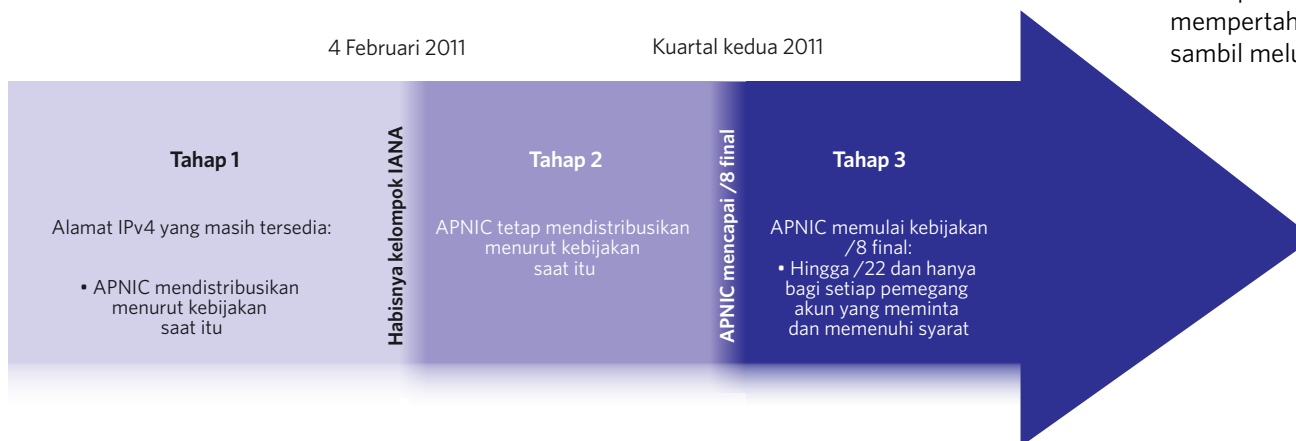 mempertah
sambil melu
4 Februari 2011
Kuartal kedua 2011
Tahap 1
Alamat IPv4 yang masih tersedia:
• APNIC mendistribusikan
menurut kebijakan
saat itu
Habisnya kelompok IANA
Tahap 2
APNIC tetap mendistribusikan
menurut kebijakan
saat itu
APNIC mencapai /8 final
Tahap 3
APNIC memulai kebijakan
/8 final:
• Hingga /22 dan hanya
bagi setiap pemegang
akun yang meminta
dan memenuhi syarat